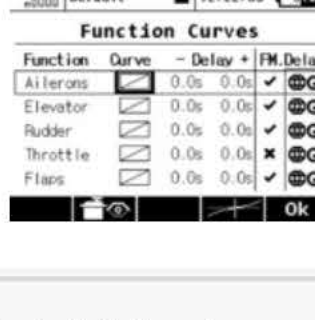 Function Curves
Function Curve - Delay + FM.Dela
Ailerons 0.0s 0.0s ✔
Elevator 0.0s 0.0s ✔
Rudder 0.0s 0.0s ✔
Throttle 0.0s 0.0s ✖
Flaps 0.0s 0.0s ✔
Ok